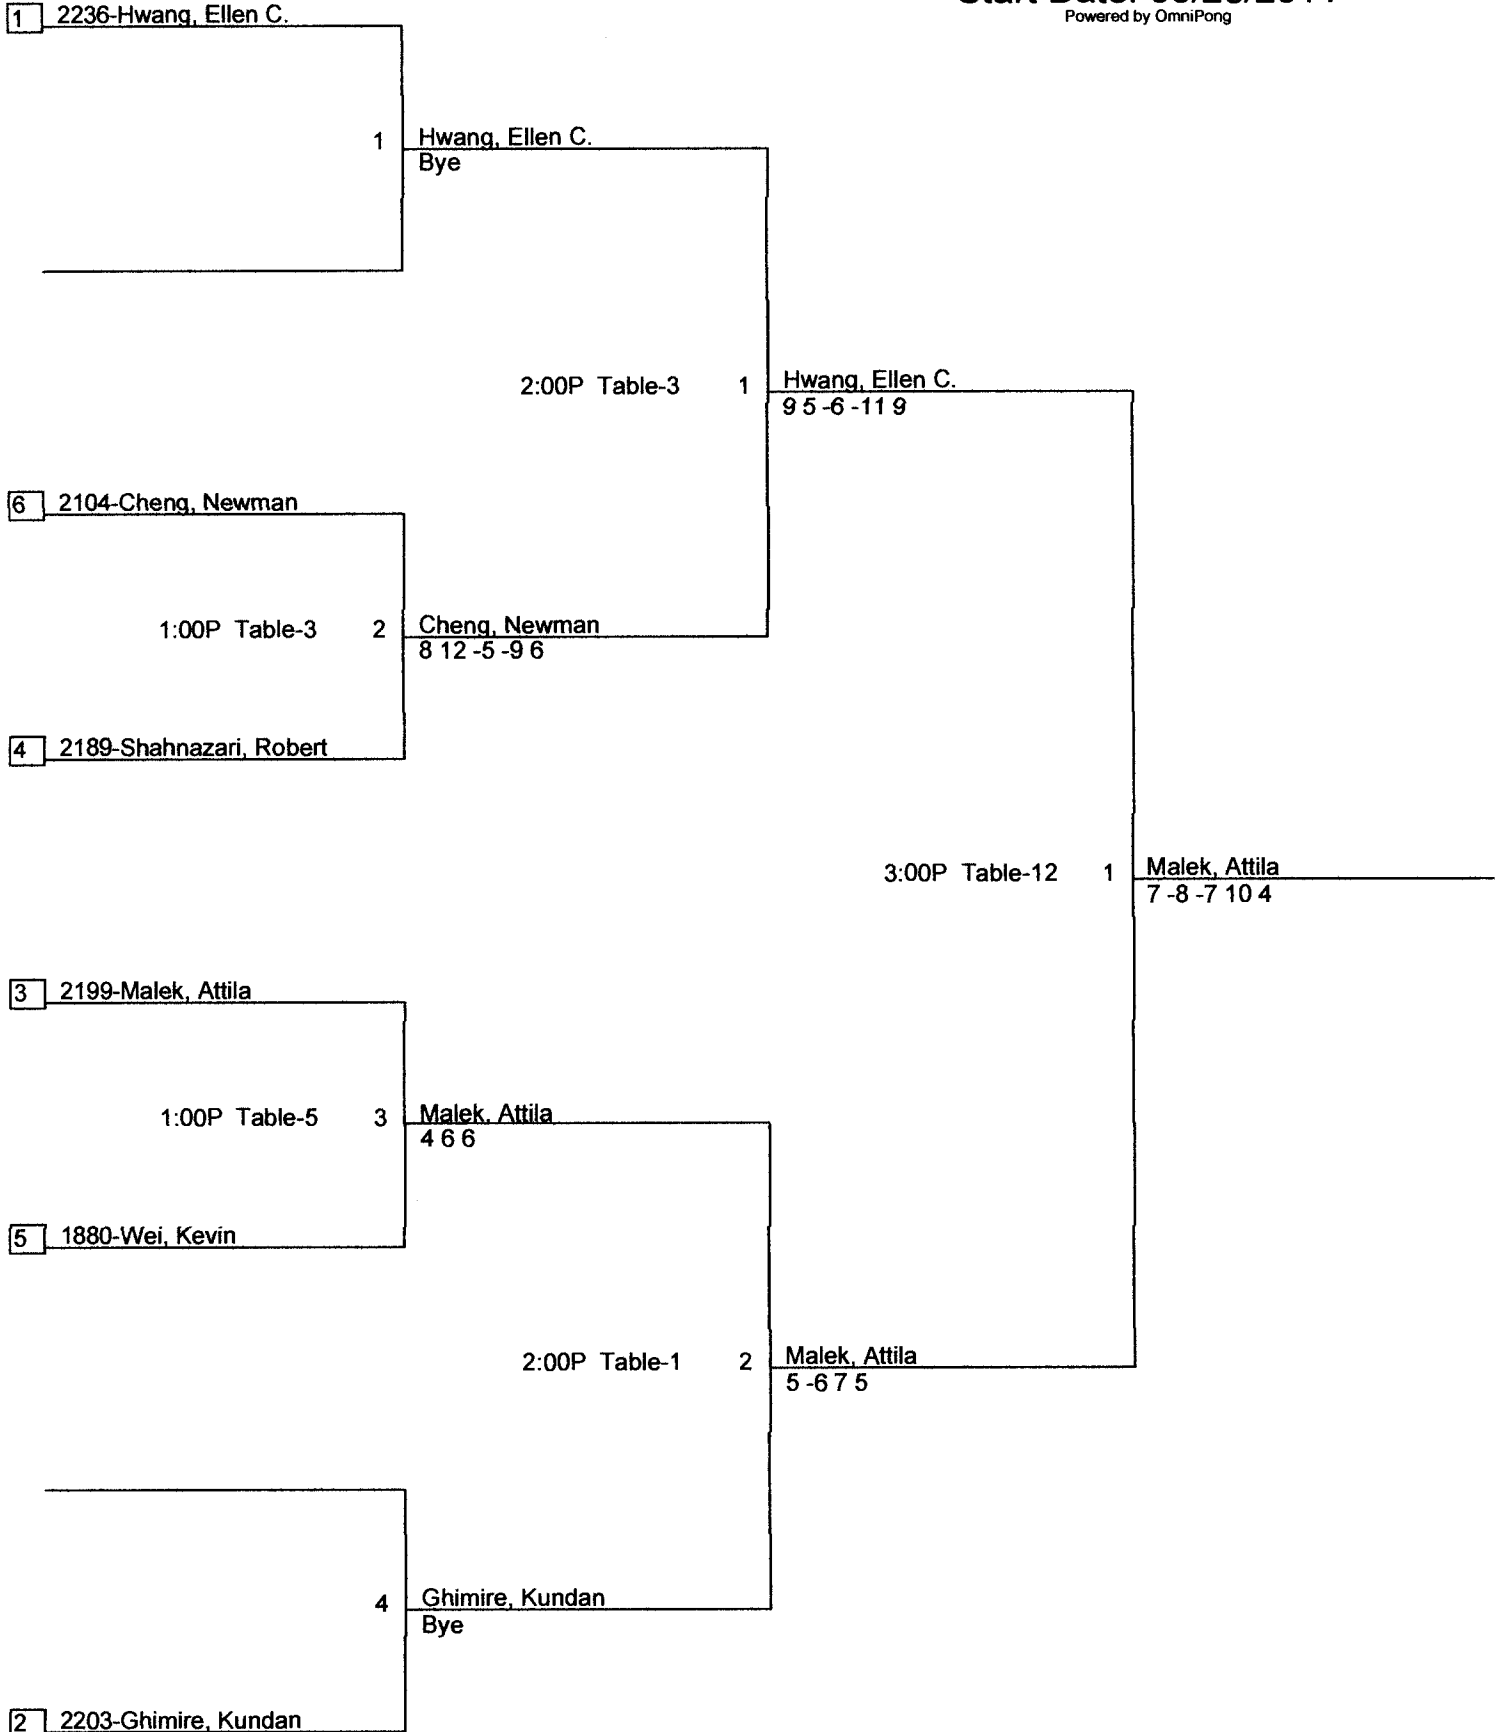 1 2236-Hwang, Ellen C.
Powered by OmniPong
1 Hwang, Ellen C.
Bye
2:00P Table-3 1 Hwang, Ellen C.
9 5 -6 -11 9
6 2104-Cheng, Newman
1:00P Table-3 2 Cheng, Newman
8 12 -5 -9 6
4 2189-Shahnazari, Robert
3:00P Table-12 1 Malek, Attila
7 -8 -7 10 4
3 2199-Malek, Attila
1:00P Table-5 3 Malek, Attila
4 6 6
5 1880-Wei, Kevin
2:00P Table-1 2 Malek, Attila
5 -6 7 5
4 Ghimire, Kundan
Bye
2 2203-Ghimire, Kundan